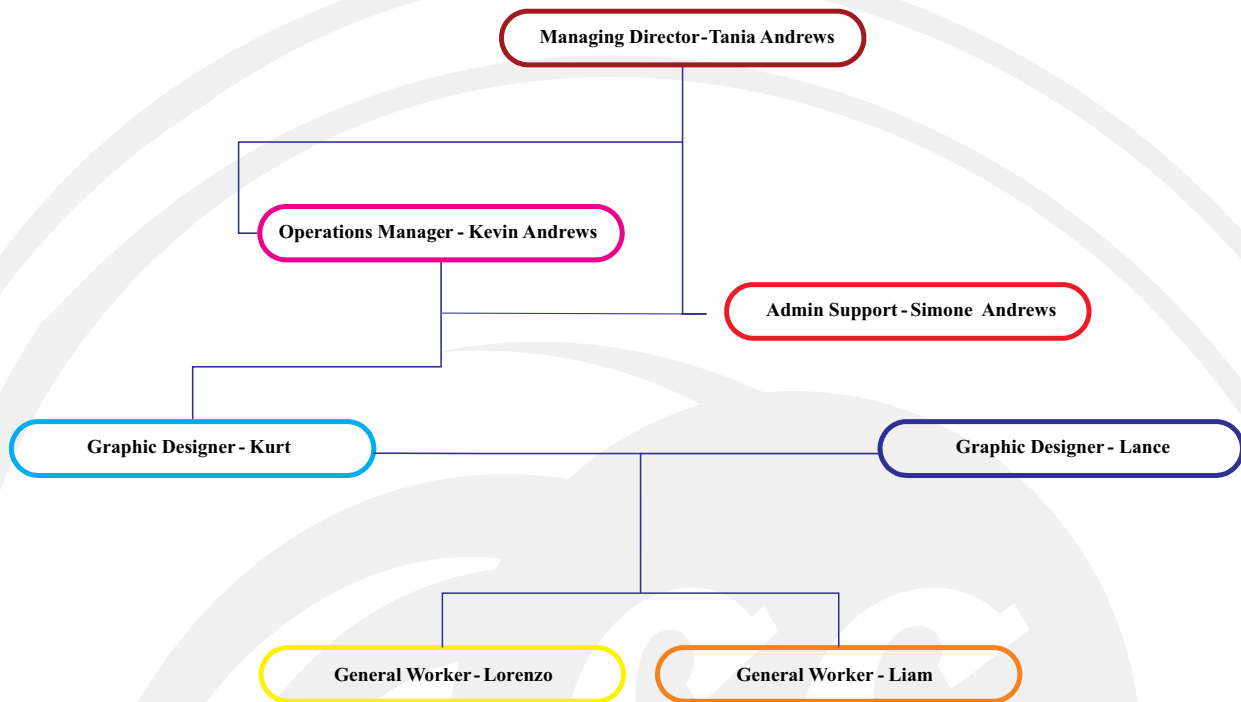 Managing Director-Tania Andrews
Operations Manager - Kevin Andrews
Admin Support - Simone Andrews
Graphic Designer - Kurt
Graphic Designer - Lance
General Worker - Lorenzo
General Worker - Liam